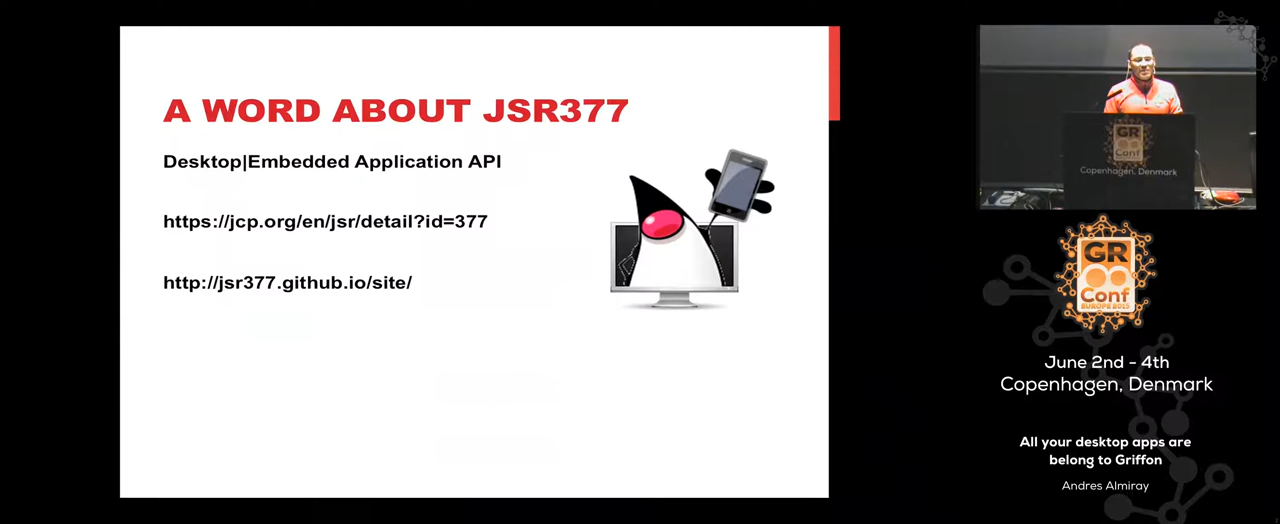 A WORD ABOUT JSR377
Desktop|Embedded Application API
https://jcp.org/en/jsr/detail?id=377
http://jsr377.github.io/site/
GR
Conf
Copenhagen, Denmark
GR
Conf
EUROPE 2015
June 2nd - 4th
Copenhagen, Denmark
All your desktop apps are
belong to Griffon
Andres Almiray